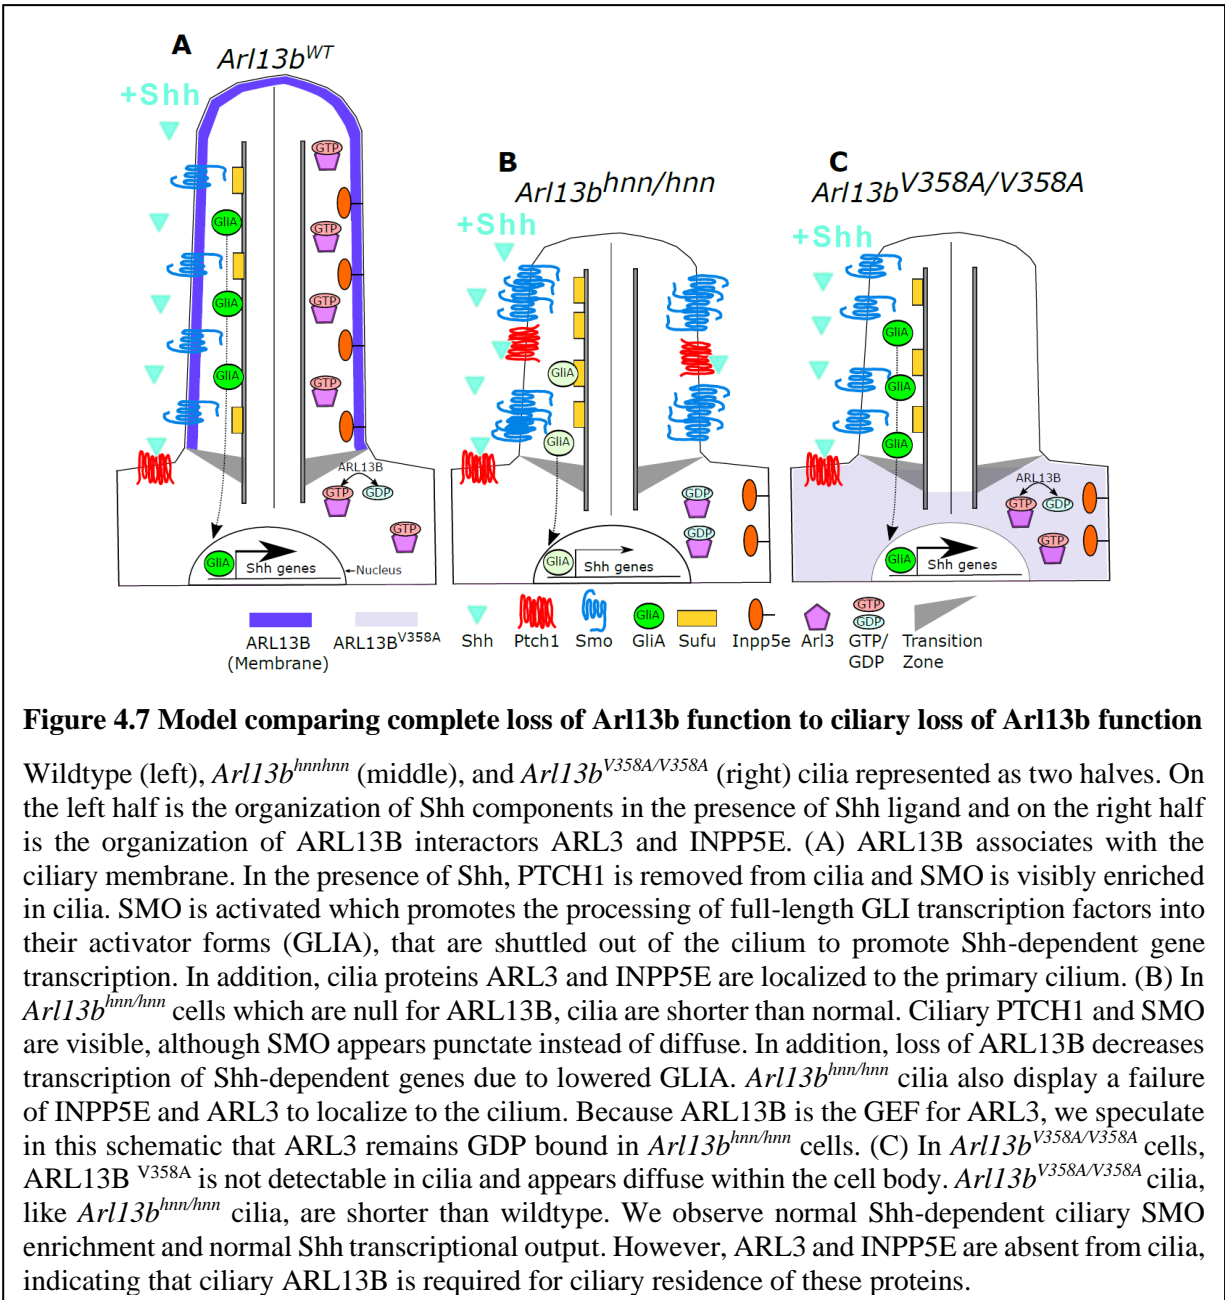 A
Arl13bWT
+Shh
GTP
GliA
GTP
GliA
GTP
GliA
GTP
ARL13B
GTP
GDP
GTP
GliA
Shh genes
Nucleus
B
Arl13bhnn/hnn
+Shh
GliA
GliA
GDP
GDP
GliA
Shh genes
C
Arl13bV358A/V358A
+Shh
GliA
GliA
GliA
ARL13B
GTP
GDP
GTP
GliA
Shh genes
ARL13B
(Membrane)
ARL13BV358A
Shh
Ptch1
Smo
GliA
GliA
Sufu
Inpp5e
Arl3
GTP
GDP
GTP/
GDP
Transition
Zone
Figure 4.7 Model comparing complete loss of Arl13b function to ciliary loss of Arl13b function
Wildtype (left), Arl13bhnnhnn (middle), and Arl13bV358A/V358A (right) cilia represented as two halves. On
the left half is the organization of Shh components in the presence of Shh ligand and on the right half
is the organization of ARL13B interactors ARL3 and INPP5E. (A) ARL13B associates with the
ciliary membrane. In the presence of Shh, PTCH1 is removed from cilia and SMO is visibly enriched
in cilia. SMO is activated which promotes the processing of full-length GLI transcription factors into
their activator forms (GLIA), that are shuttled out of the cilium to promote Shh-dependent gene
transcription. In addition, cilia proteins ARL3 and INPP5E are localized to the primary cilium. (B) In
Arl13bhnn/hnn cells which are null for ARL13B, cilia are shorter than normal. Ciliary PTCH1 and SMO
are visible, although SMO appears punctate instead of diffuse. In addition, loss of ARL13B decreases
transcription of Shh-dependent genes due to lowered GLIA. Arl13bhnn/hnn cilia also display a failure
of INPP5E and ARL3 to localize to the cilium. Because ARL13B is the GEF for ARL3, we speculate
in this schematic that ARL3 remains GDP bound in Arl13bhnn/hnn cells. (C) In Arl13bV358A/V358A cells,
ARL13B V358A is not detectable in cilia and appears diffuse within the cell body. Arl13bV358A/V358A cilia,
like Arl13bhnn/hnn cilia, are shorter than wildtype. We observe normal Shh-dependent ciliary SMO
enrichment and normal Shh transcriptional output. However, ARL3 and INPP5E are absent from cilia,
indicating that ciliary ARL13B is required for ciliary residence of these proteins.